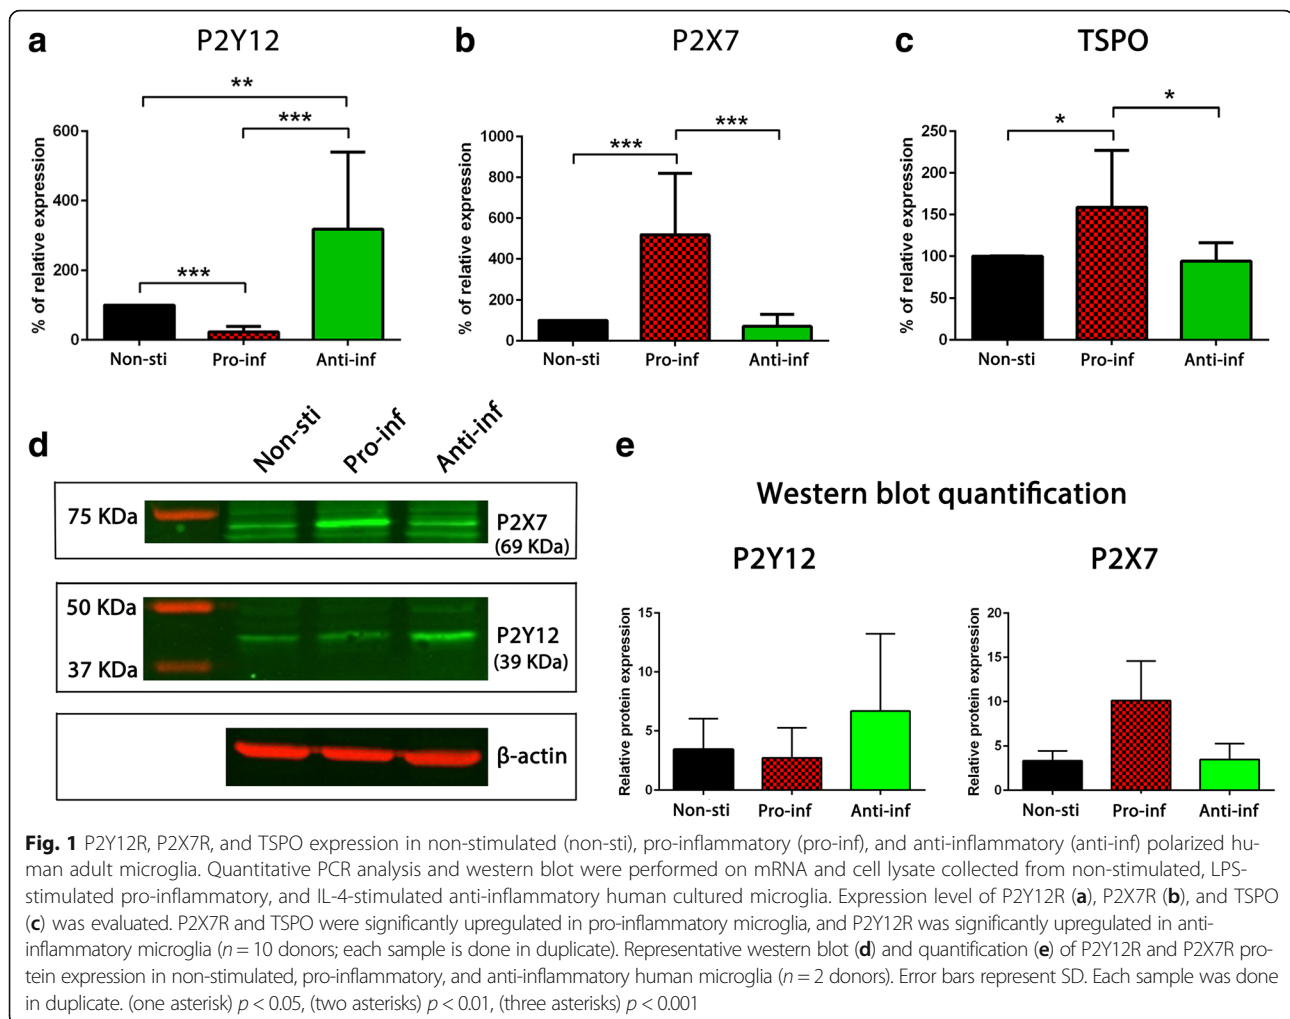 a P2Y12
% of relative expression
600
400
200
0
**
***
***
Non-sti Pro-inf Anti-inf
b P2X7
% of relative expression
1000
800
600
400
200
0
***
***
Non-sti Pro-inf Anti-inf
c TSPO
% of relative expression
250
200
150
100
50
0
*
*
Non-sti Pro-inf Anti-inf
d
Non-sti Pro-inf Anti-inf
75 KDa
P2X7
(69 KDa)
50 KDa
37 KDa
P2Y12
(39 KDa)
β-actin
e
Western blot quantification
P2Y12
Relative protein expression
15
10
5
0
Non-sti Pro-inf Anti-inf
P2X7
Relative protein expression
20
15
10
5
0
Non-sti Pro-inf Anti-inf
Fig. 1 P2Y12R, P2X7R, and TSPO expression in non-stimulated (non-sti), pro-inflammatory (pro-inf), and anti-inflammatory (anti-inf) polarized hu-
man adult microglia. Quantitative PCR analysis and western blot were performed on mRNA and cell lysate collected from non-stimulated, LPS-
stimulated pro-inflammatory, and IL-4-stimulated anti-inflammatory human cultured microglia. Expression level of P2Y12R (a), P2X7R (b), and TSPO
(c) was evaluated. P2X7R and TSPO were significantly upregulated in pro-inflammatory microglia, and P2Y12R was significantly upregulated in anti-
inflammatory microglia (n = 10 donors; each sample is done in duplicate). Representative western blot (d) and quantification (e) of P2Y12R and P2X7R pro-
tein expression in non-stimulated, pro-inflammatory, and anti-inflammatory human microglia (n = 2 donors). Error bars represent SD. Each sample was done
in duplicate. (one asterisk) p < 0.05, (two asterisks) p < 0.01, (three asterisks) p < 0.001